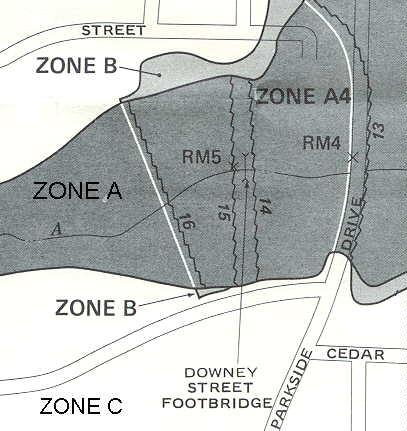 STREET
ZONE B
ZONE A4
13
RM5
RM4
ZONE A
A
16
15
14
DRIVE
ZONE B
DOWNEY
STREET
FOOTBRIDGE
PARKSIDE
CEDAR
ZONE C